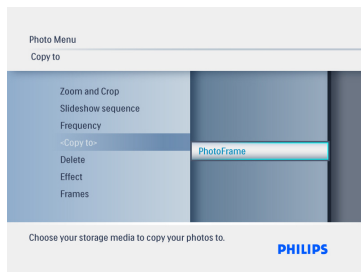 Photo Menu
Copy to
Zoom and Crop
Slideshow sequence
Frequency
<Copy to>
PhotoFrame
Delete
Effect
Frames
Choose your storage media to copy your photos to.
PHILIPS